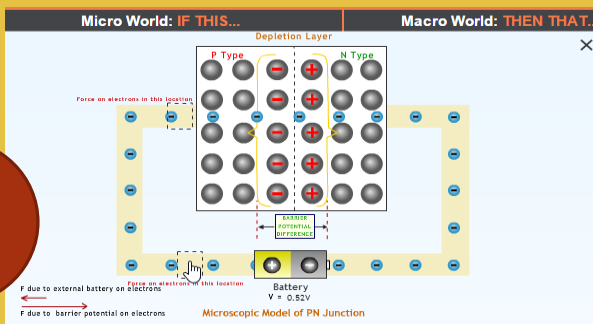 Micro World: IF THIS...
Macro World: THEN THAT..
Depletion Layer
P Type
N Type
Force on electrons in this location
BARRIER
POTENTIAL
DIFFERENCE
Force on electrons in this location
F due to external battery on electrons
F due to barrier potential on electrons
Battery
V = 0.52V
Microscopic Model of PN Junction